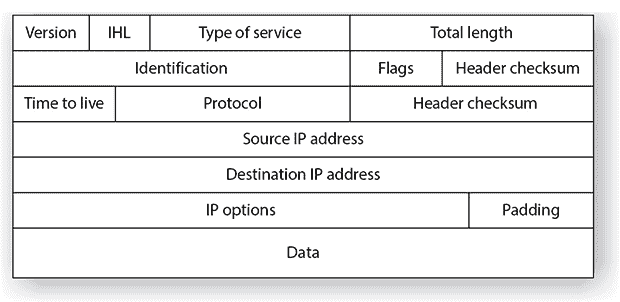 Version IHL Type of service Total length
Identification Flags Header checksum
Time to live Protocol Header checksum
Source IP address
Destination IP address
IP options Padding
Data